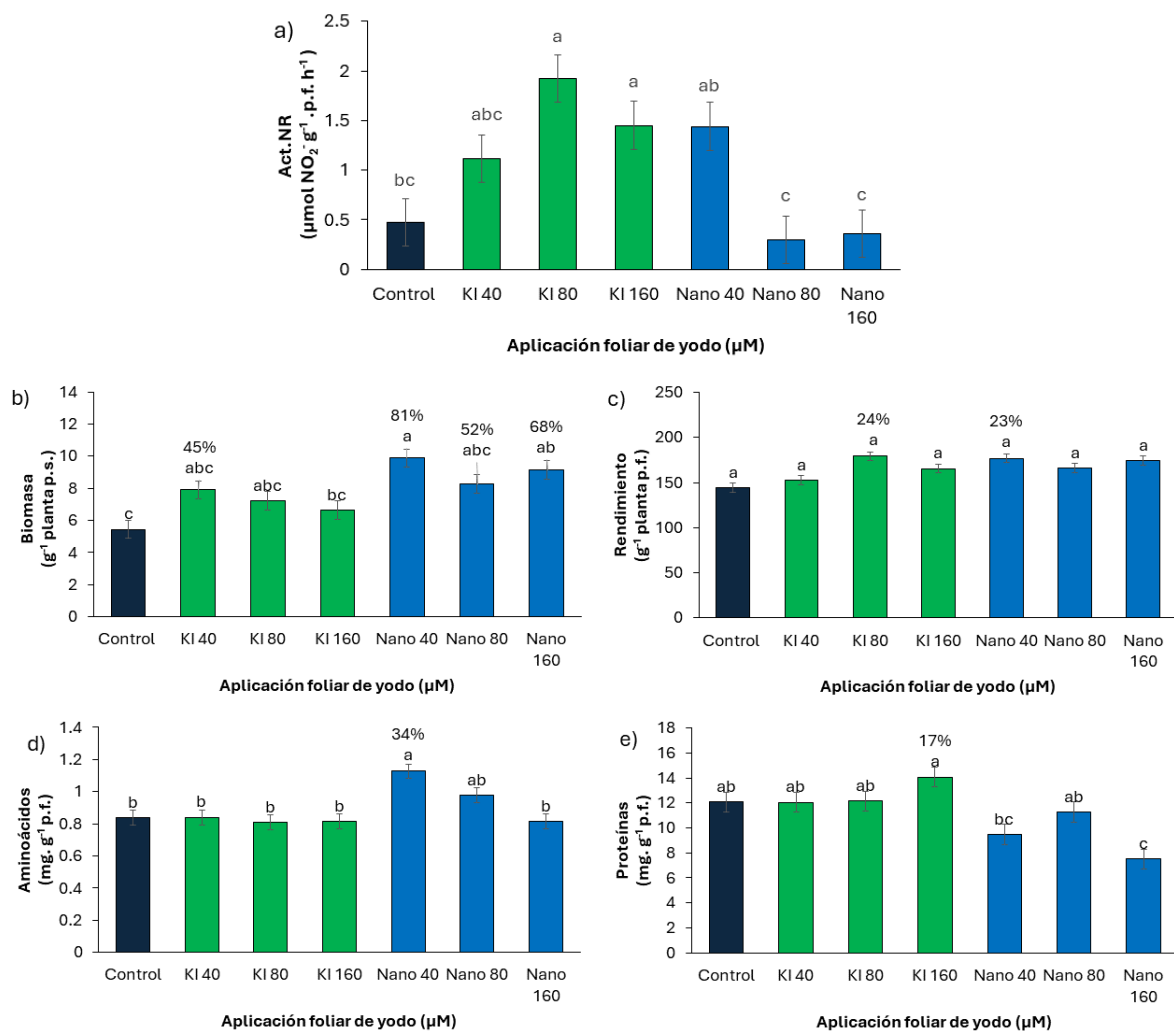 a)
Act.NR
(µmol NO₂⁻ g⁻¹ .p.f. h⁻¹)
2.5
2
1.5
1
0.5
0
bc
abc
a
a
ab
c
c
Control
KI 40
KI 80
KI 160
Nano 40
Nano 80
Nano
160
Aplicación foliar de yodo (µM)
b)
Biomasa
(g⁻¹ planta p.s.)
14
12
10
8
6
4
2
0
c
45%
abc
abc
bc
81%
a
52%
abc
68%
ab
Control
KI 40
KI 80
KI 160
Nano 40
Nano 80
Nano
160
Aplicación foliar de yodo (µM)
c)
Rendimiento
(g⁻¹ planta p.f.)
250
200
150
100
50
0
a
a
24%
a
a
23%
a
a
a
Control
KI 40
KI 80
KI 160
Nano 40
Nano 80
Nano
160
Aplicación foliar de yodo (µM)
d)
Aminoácidos
(mg. g⁻¹ p.f.)
1.4
1.2
1
0.8
0.6
0.4
0.2
0
b
b
b
b
34%
a
ab
b
Control
KI 40
KI 80
KI 160
Nano 40
Nano 80
Nano
160
Aplicación foliar de yodo (µM)
e)
Proteínas
(mg. g⁻¹ p.f.)
18
16
14
12
10
8
6
4
2
0
ab
ab
ab
17%
a
bc
ab
c
Control
KI 40
KI 80
KI 160
Nano 40
Nano 80
Nano
160
Aplicación foliar de yodo (µM)